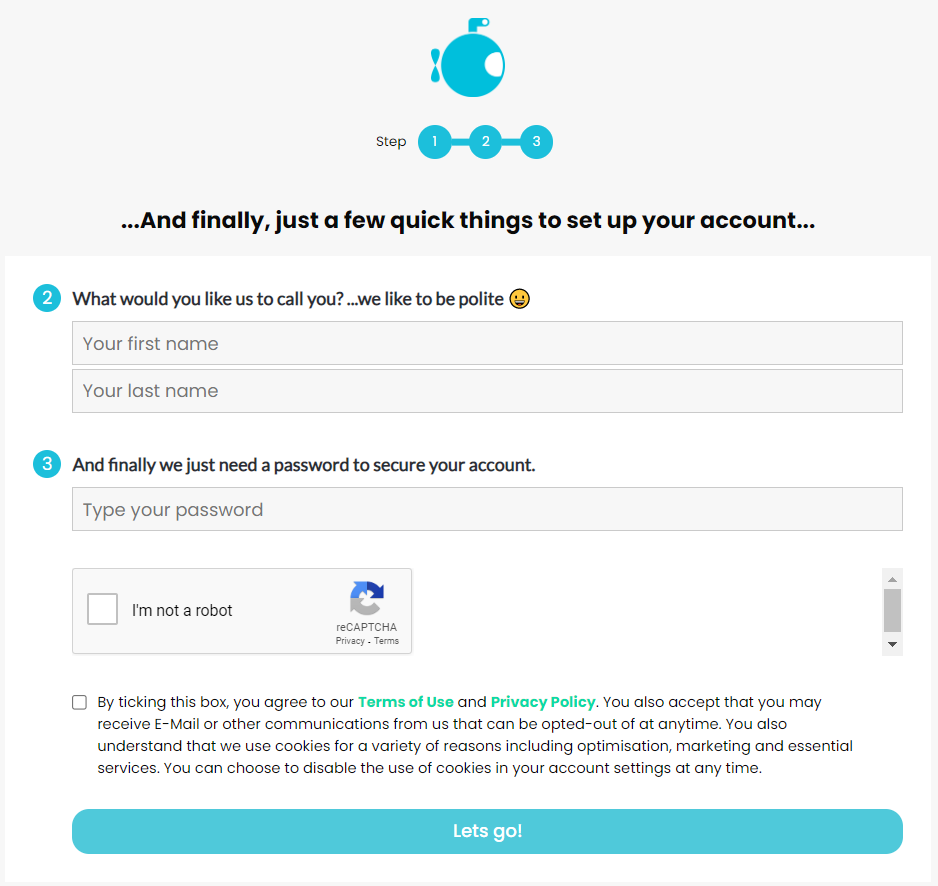 Step 1 2 3
...And finally, just a few quick things to set up your account...
2 What would you like us to call you? ...we like to be polite 😀
Your first name
Your last name
3 And finally we just need a password to secure your account.
Type your password
I'm not a robot
reCAPTCHA
Privacy - Terms
By ticking this box, you agree to our Terms of Use and Privacy Policy. You also accept that you may
receive E-Mail or other communications from us that can be opted-out of at anytime. You also
understand that we use cookies for a variety of reasons including optimisation, marketing and essential
services. You can choose to disable the use of cookies in your account settings at any time.
Lets go!